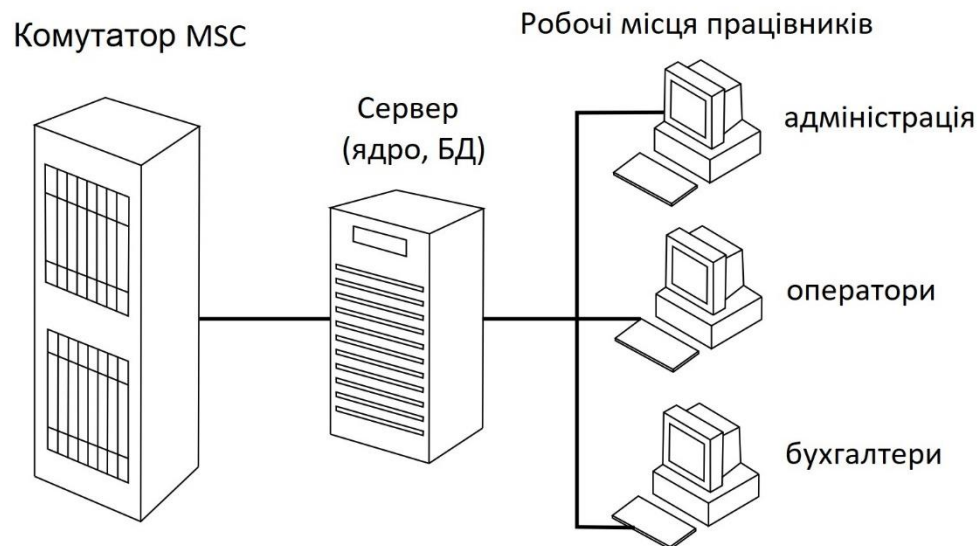 Комутатор MSC
Робочі місця працівників
Сервер
(ядро, БД)
адміністрація
оператори
бухгалтери